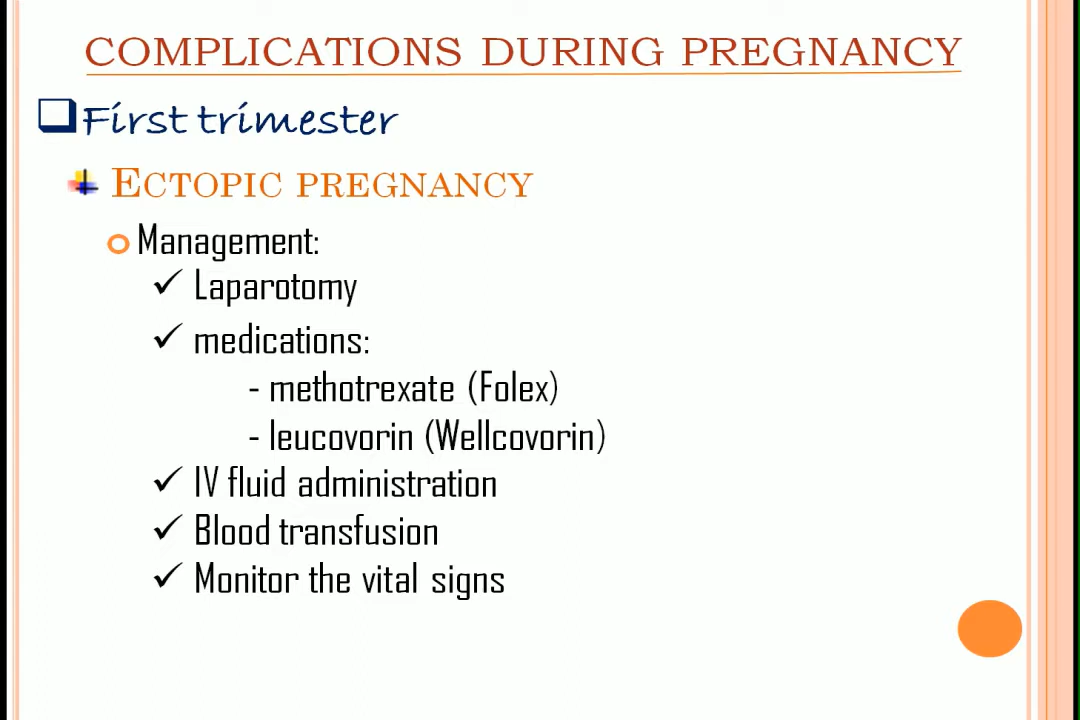 COMPLICATIONS DURING PREGNANCY
First trimester
ECTOPIC PREGNANCY
Management:
Laparotomy
medications:
- methotrexate (Folex)
- leucovorin (Wellcovorin)
IV fluid administration
Blood transfusion
Monitor the vital signs